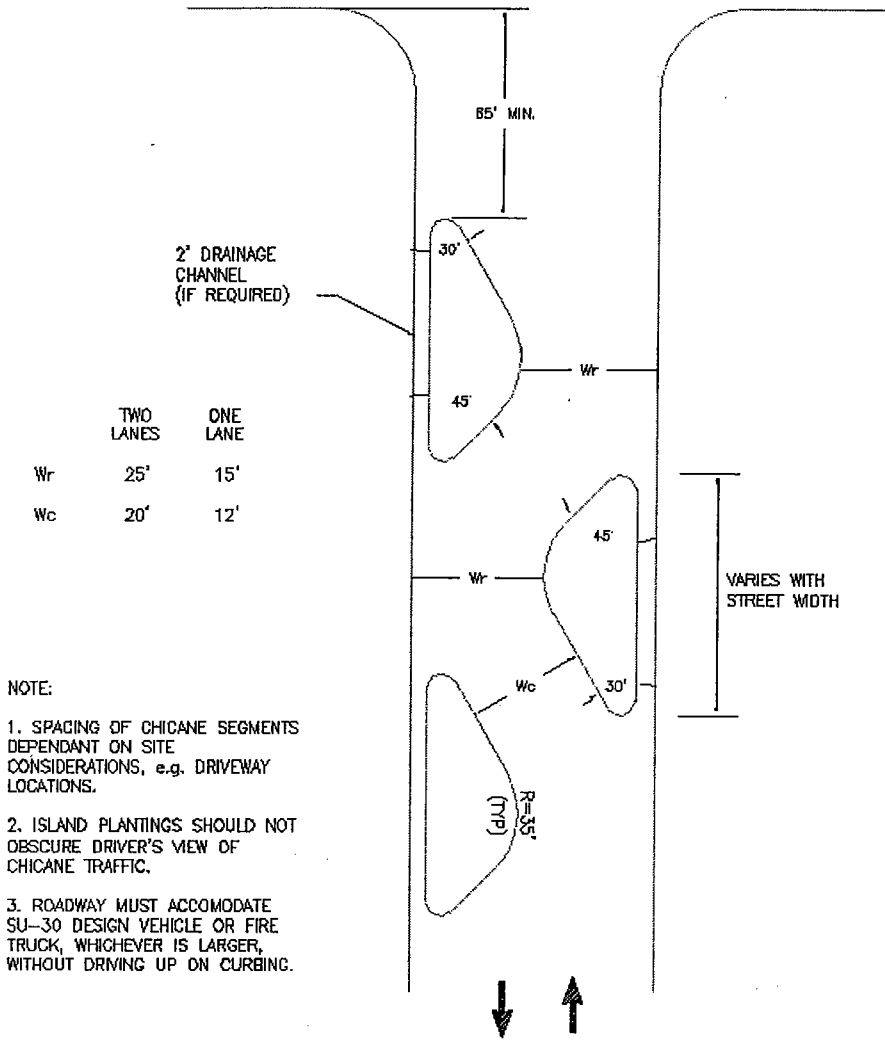 65' MIN.
30'
2' DRAINAGE
CHANNEL
(IF REQUIRED)
Wr
45'
TWO
LANES
ONE
LANE
Wr 25' 15'
Wc 20' 12'
45'
Wr
VARIES WITH
STREET WIDTH
Wc
30'
NOTE:
1. SPACING OF CHICANE SEGMENTS
DEPENDANT ON SITE
CONSIDERATIONS, e.g. DRIVEWAY
LOCATIONS.
R=35'
(TYP)
2. ISLAND PLANTINGS SHOULD NOT
OBSCURE DRIVER'S VIEW OF
CHICANE TRAFFIC.
3. ROADWAY MUST ACCOMODATE
SU-30 DESIGN VEHICLE OR FIRE
TRUCK, WHICHEVER IS LARGER,
WITHOUT DRIVING UP ON CURBING.